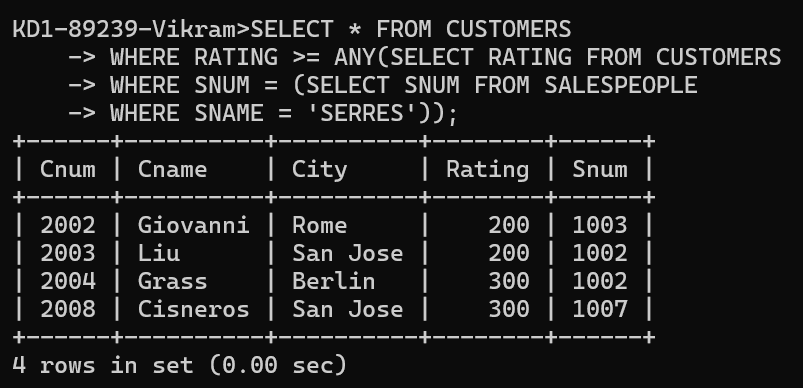 KD1-89239-Vikram>SELECT * FROM CUSTOMERS
    -> WHERE RATING >= ANY(SELECT RATING FROM CUSTOMERS
    -> WHERE SNUM = (SELECT SNUM FROM SALESPEOPLE
    -> WHERE SNAME = 'SERRES'));
+------+----------+----------+--------+------+
| Cnum | Cname    | City     | Rating | Snum |
+------+----------+----------+--------+------+
| 2002 | Giovanni | Rome     |    200 | 1003 |
| 2003 | Liu      | San Jose |    200 | 1002 |
| 2004 | Grass    | Berlin   |    300 | 1002 |
| 2008 | Cisneros | San Jose |    300 | 1007 |
+------+----------+----------+--------+------+
4 rows in set (0.00 sec)